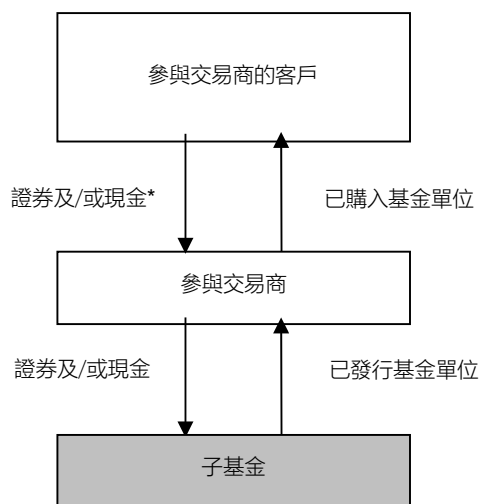 參與交易商的客戶
證券及/或現金*
已購入基金單位
參與交易商
證券及/或現金
已發行基金單位
子基金